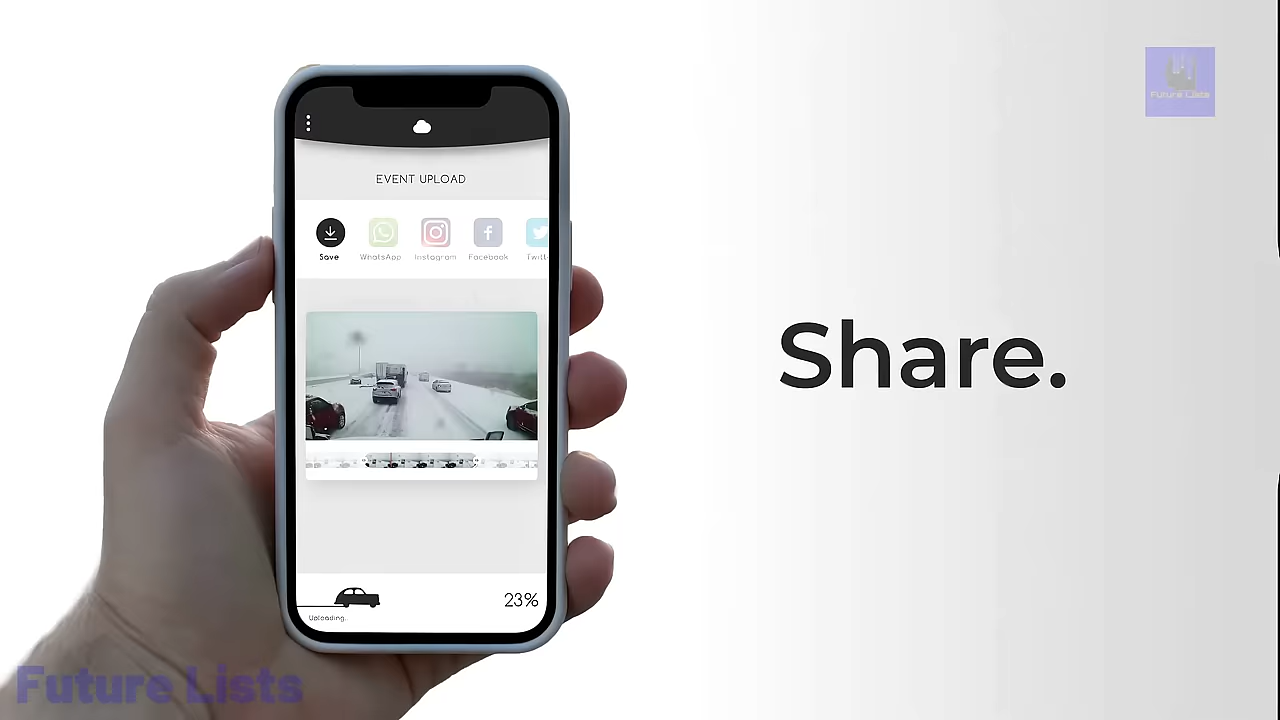 Future Lists
EVENT UPLOAD
Save
WhatsApp
Instagram
Facebook
Share.
23%
Uploading..
Future Lists